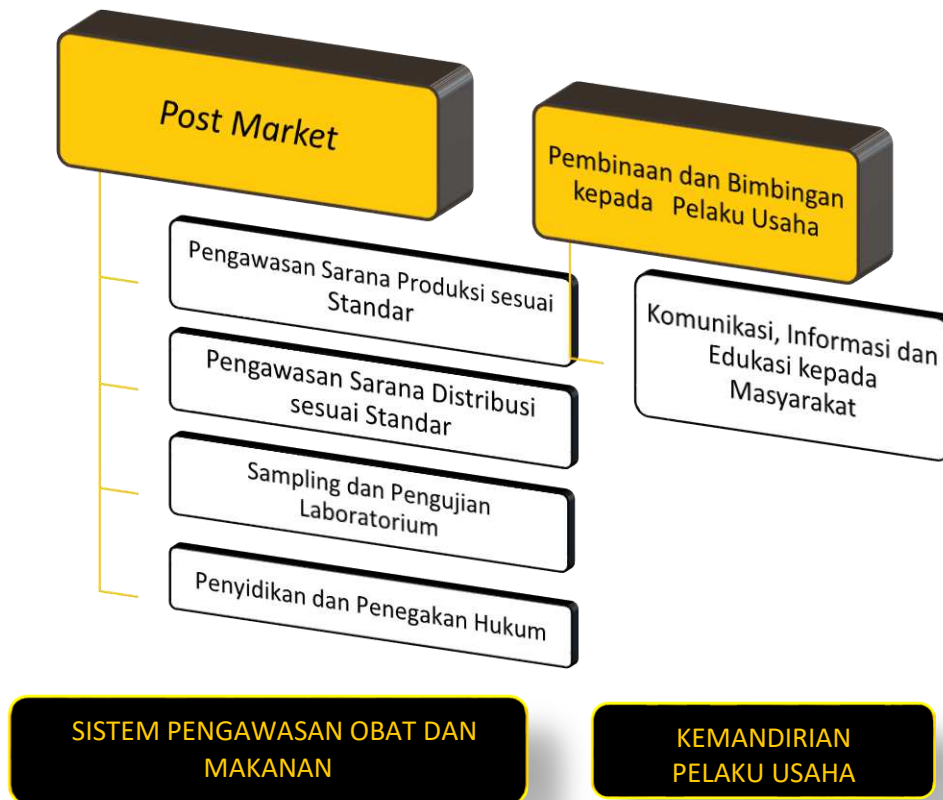 Post Market
Pengawasan Sarana Produksi sesuai
Standar
Pengawasan Sarana Distribusi
sesuai Standar
Sampling dan Pengujian
Laboratorium
Penyidikan dan Penegakan Hukum
Pembinaan dan Bimbingan
kepada Pelaku Usaha
Komunikasi, Informasi dan
Edukasi kepada
Masyarakat
SISTEM PENGAWASAN OBAT DAN
MAKANAN
KEMANDIRIAN
PELAKU USAHA